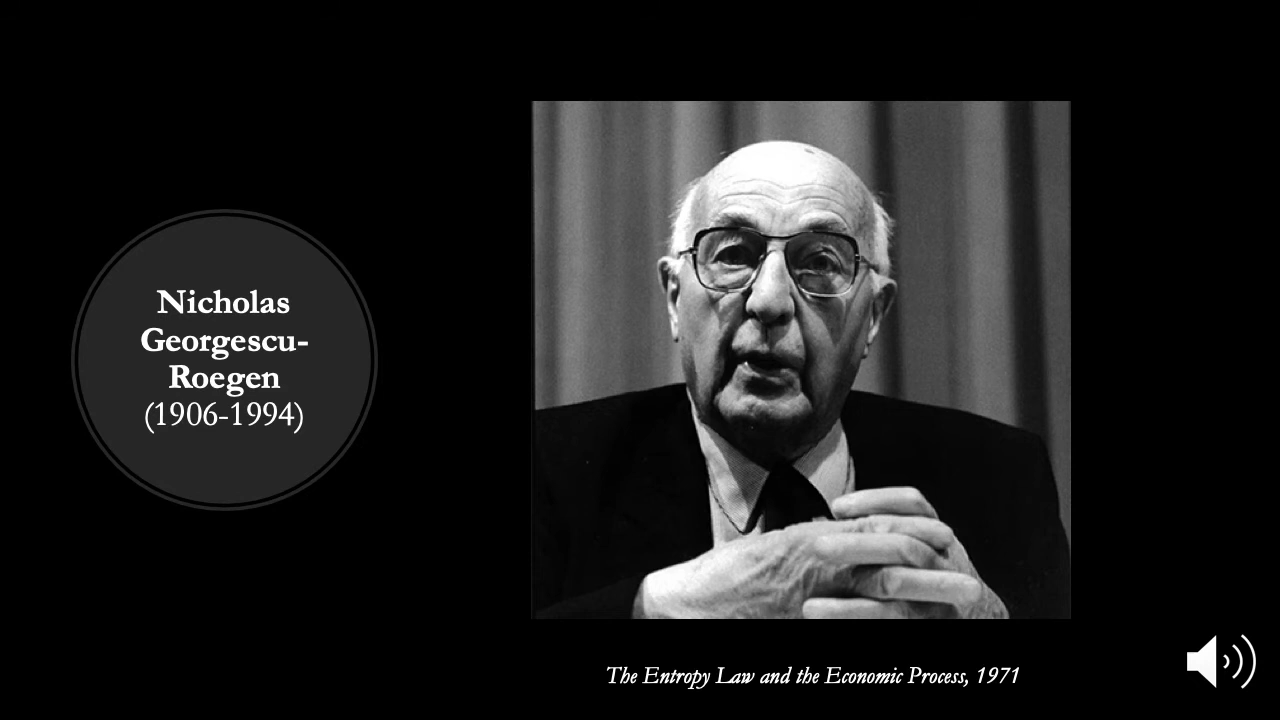 Nicholas
Georgescu-
Roegen
(1906-1994)
The Entropy Law and the Economic Process, 1971